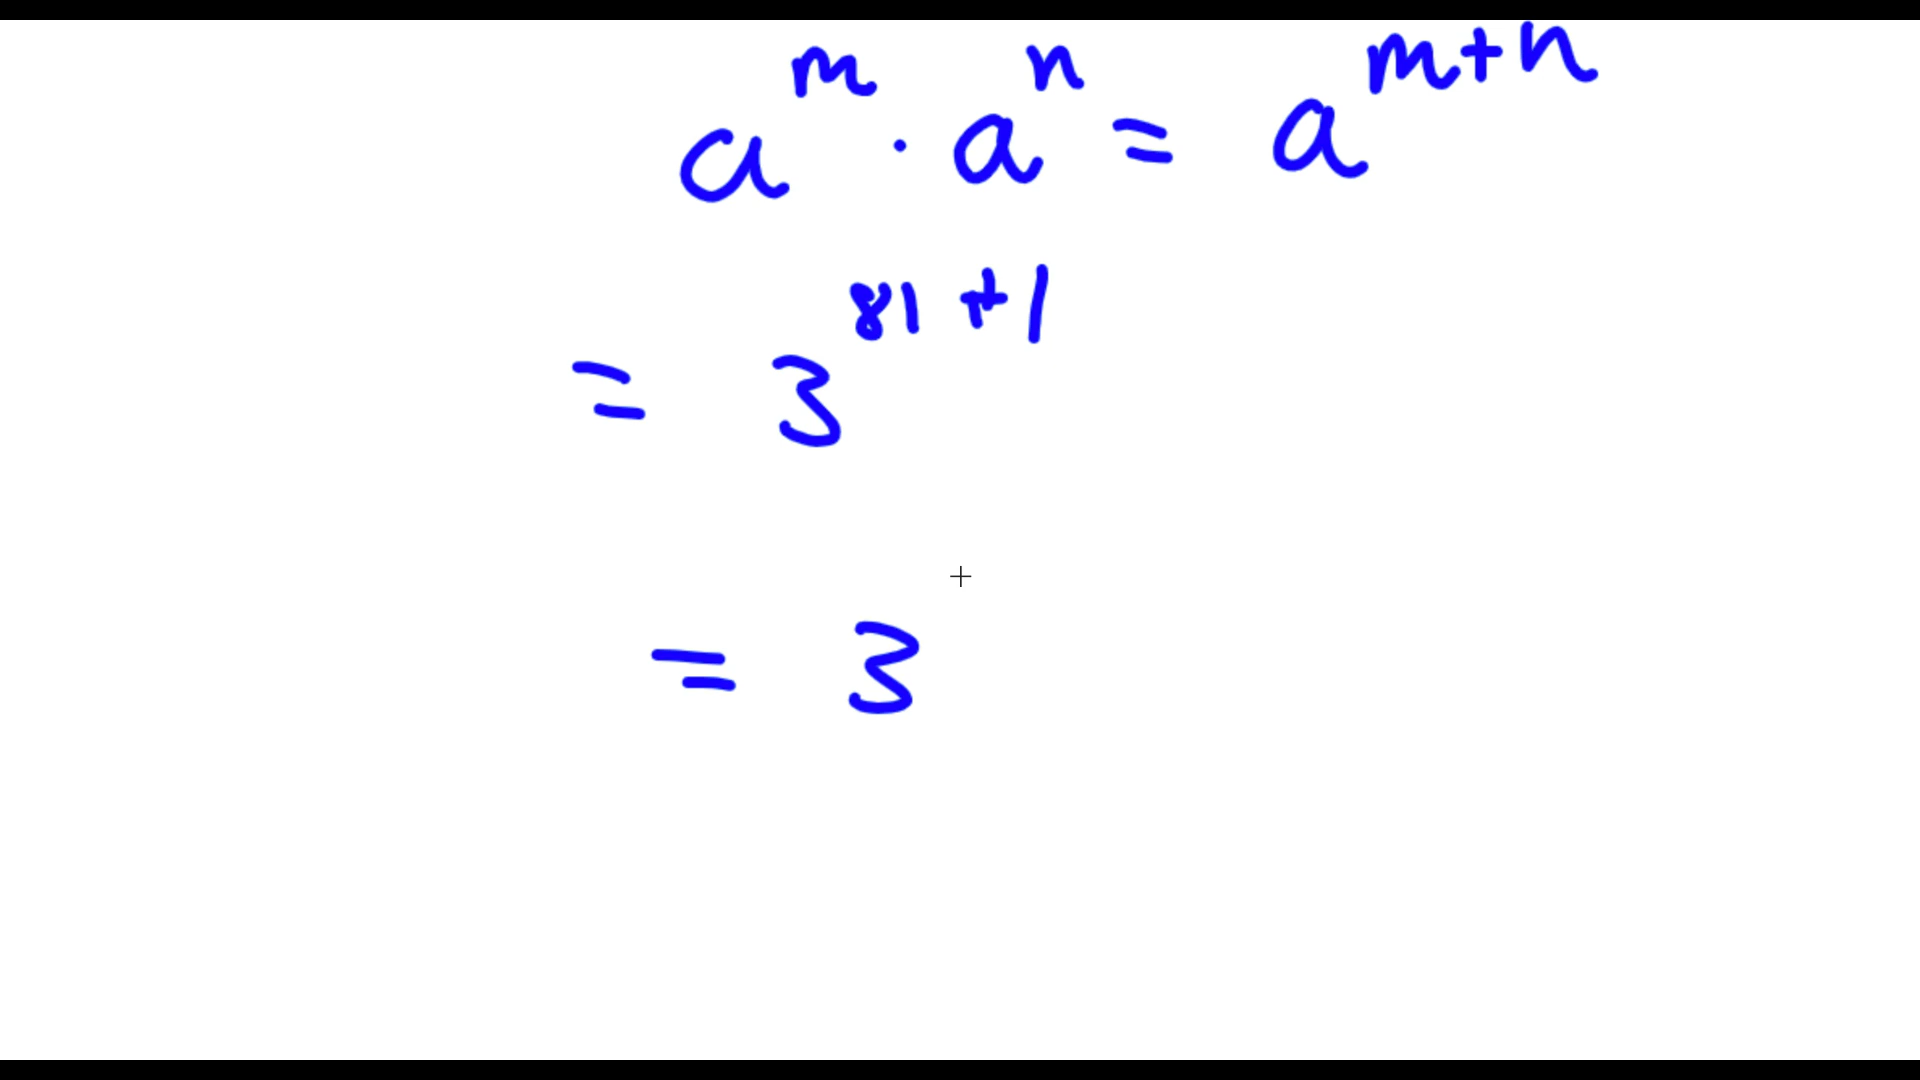 a^m · a^n = a^{m+n}
= 3^{81+1}
= 3